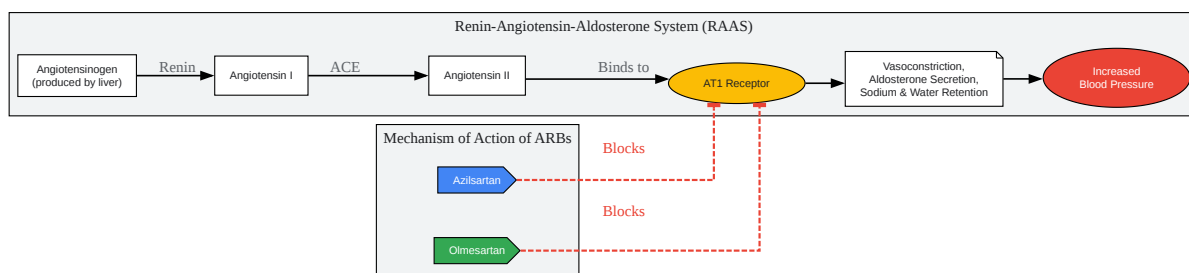 Renin-Angiotensin-Aldosterone System (RAAS)
Angiotensinogen
(produced by liver)
Renin
Angiotensin I
ACE
Angiotensin II
Binds to
AT1 Receptor
Vasoconstriction,
Aldosterone Secretion,
Sodium & Water Retention
Increased
Blood Pressure
Mechanism of Action of ARBs
Blocks
Azilsartan
Blocks
Olmesartan